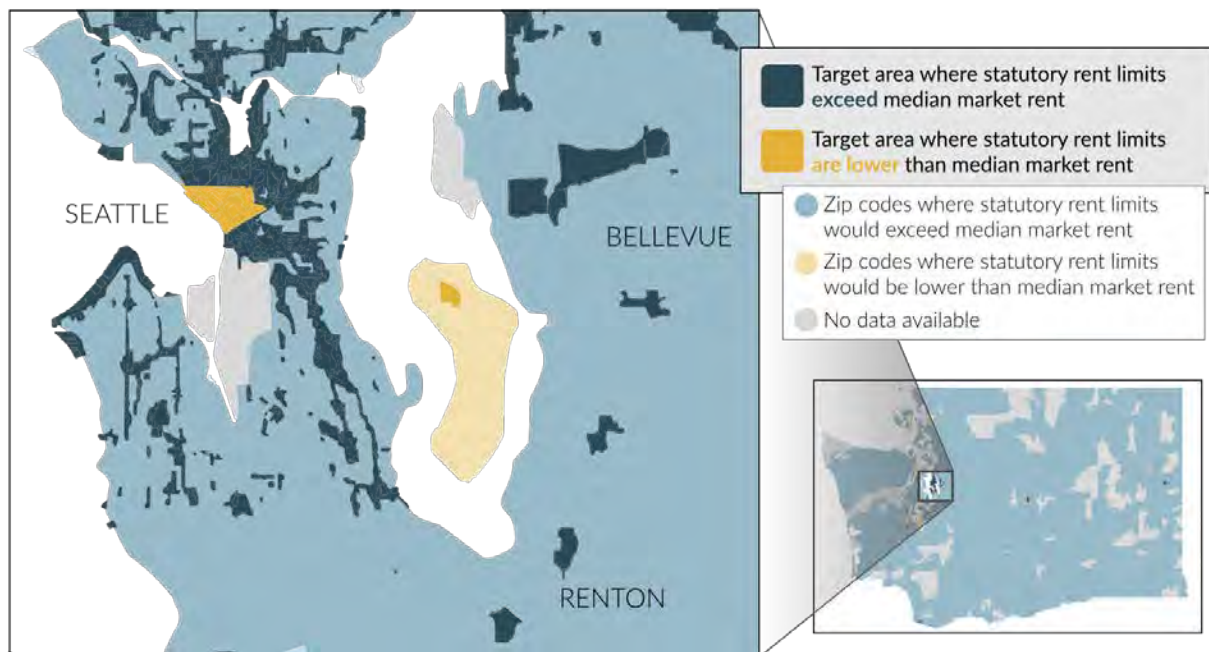 Target area where statutory rent limits
exceed median market rent
Target area where statutory rent limits
are lower than median market rent
SEATTLE
Zip codes where statutory rent limits
would exceed median market rent
BELLEVUE
Zip codes where statutory rent limits
would be lower than median market rent
No data available
RENTON